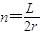 n = L/2r